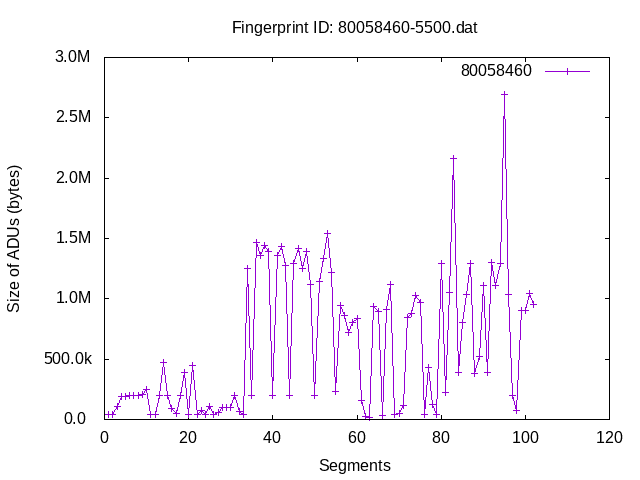 Fingerprint ID: 80058460-5500.dat
3.0M
80058460
2.5M
2.0M
1.5M
1.0M
500.0k
0.0
0 20 40 60 80 100 120
Size of ADUs (bytes)
Segments